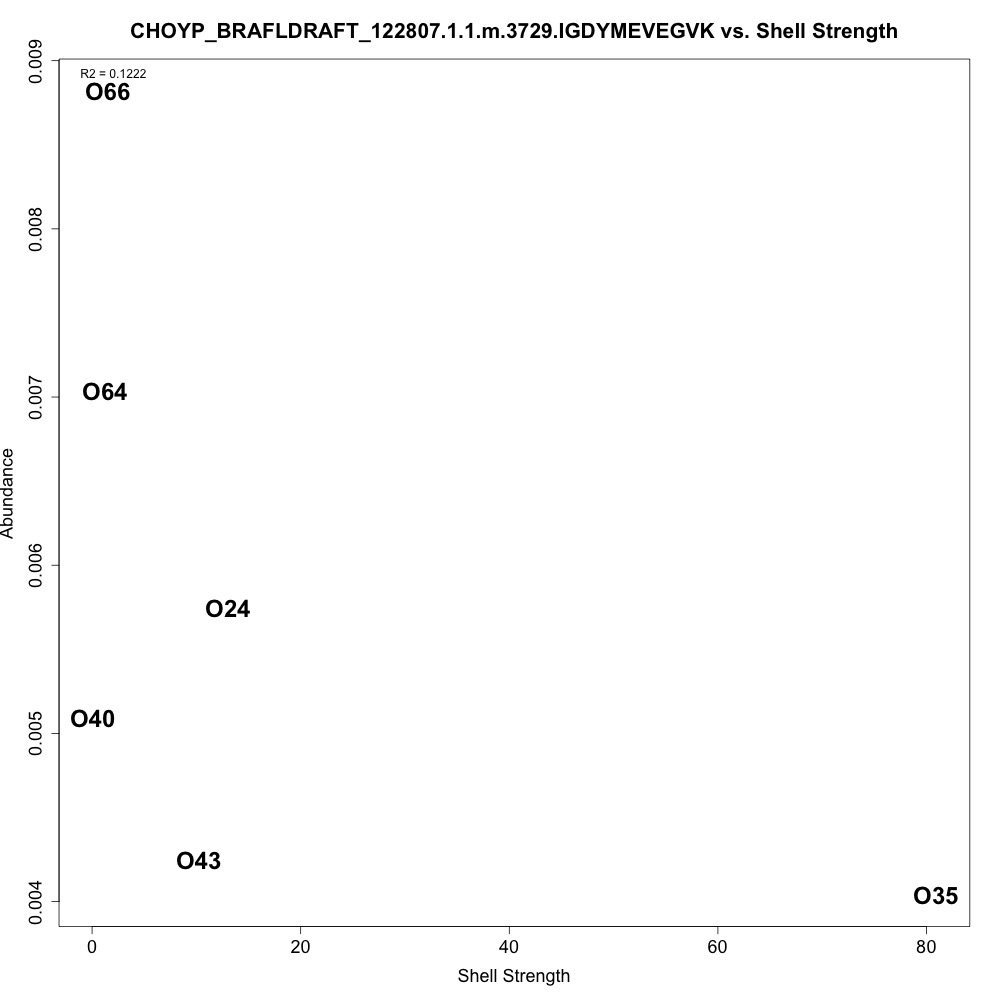 CHOYP_BRAFLDRAFT_122807.1.1.m.3729.IGDYMEVEGVK vs. Shell Strength
R2 = 0.1222
O66
O64
O24
O40
O43
O35
Abundance
0.009
0.008
0.007
0.006
0.005
0.004
0
20
40
60
80
Shell Strength